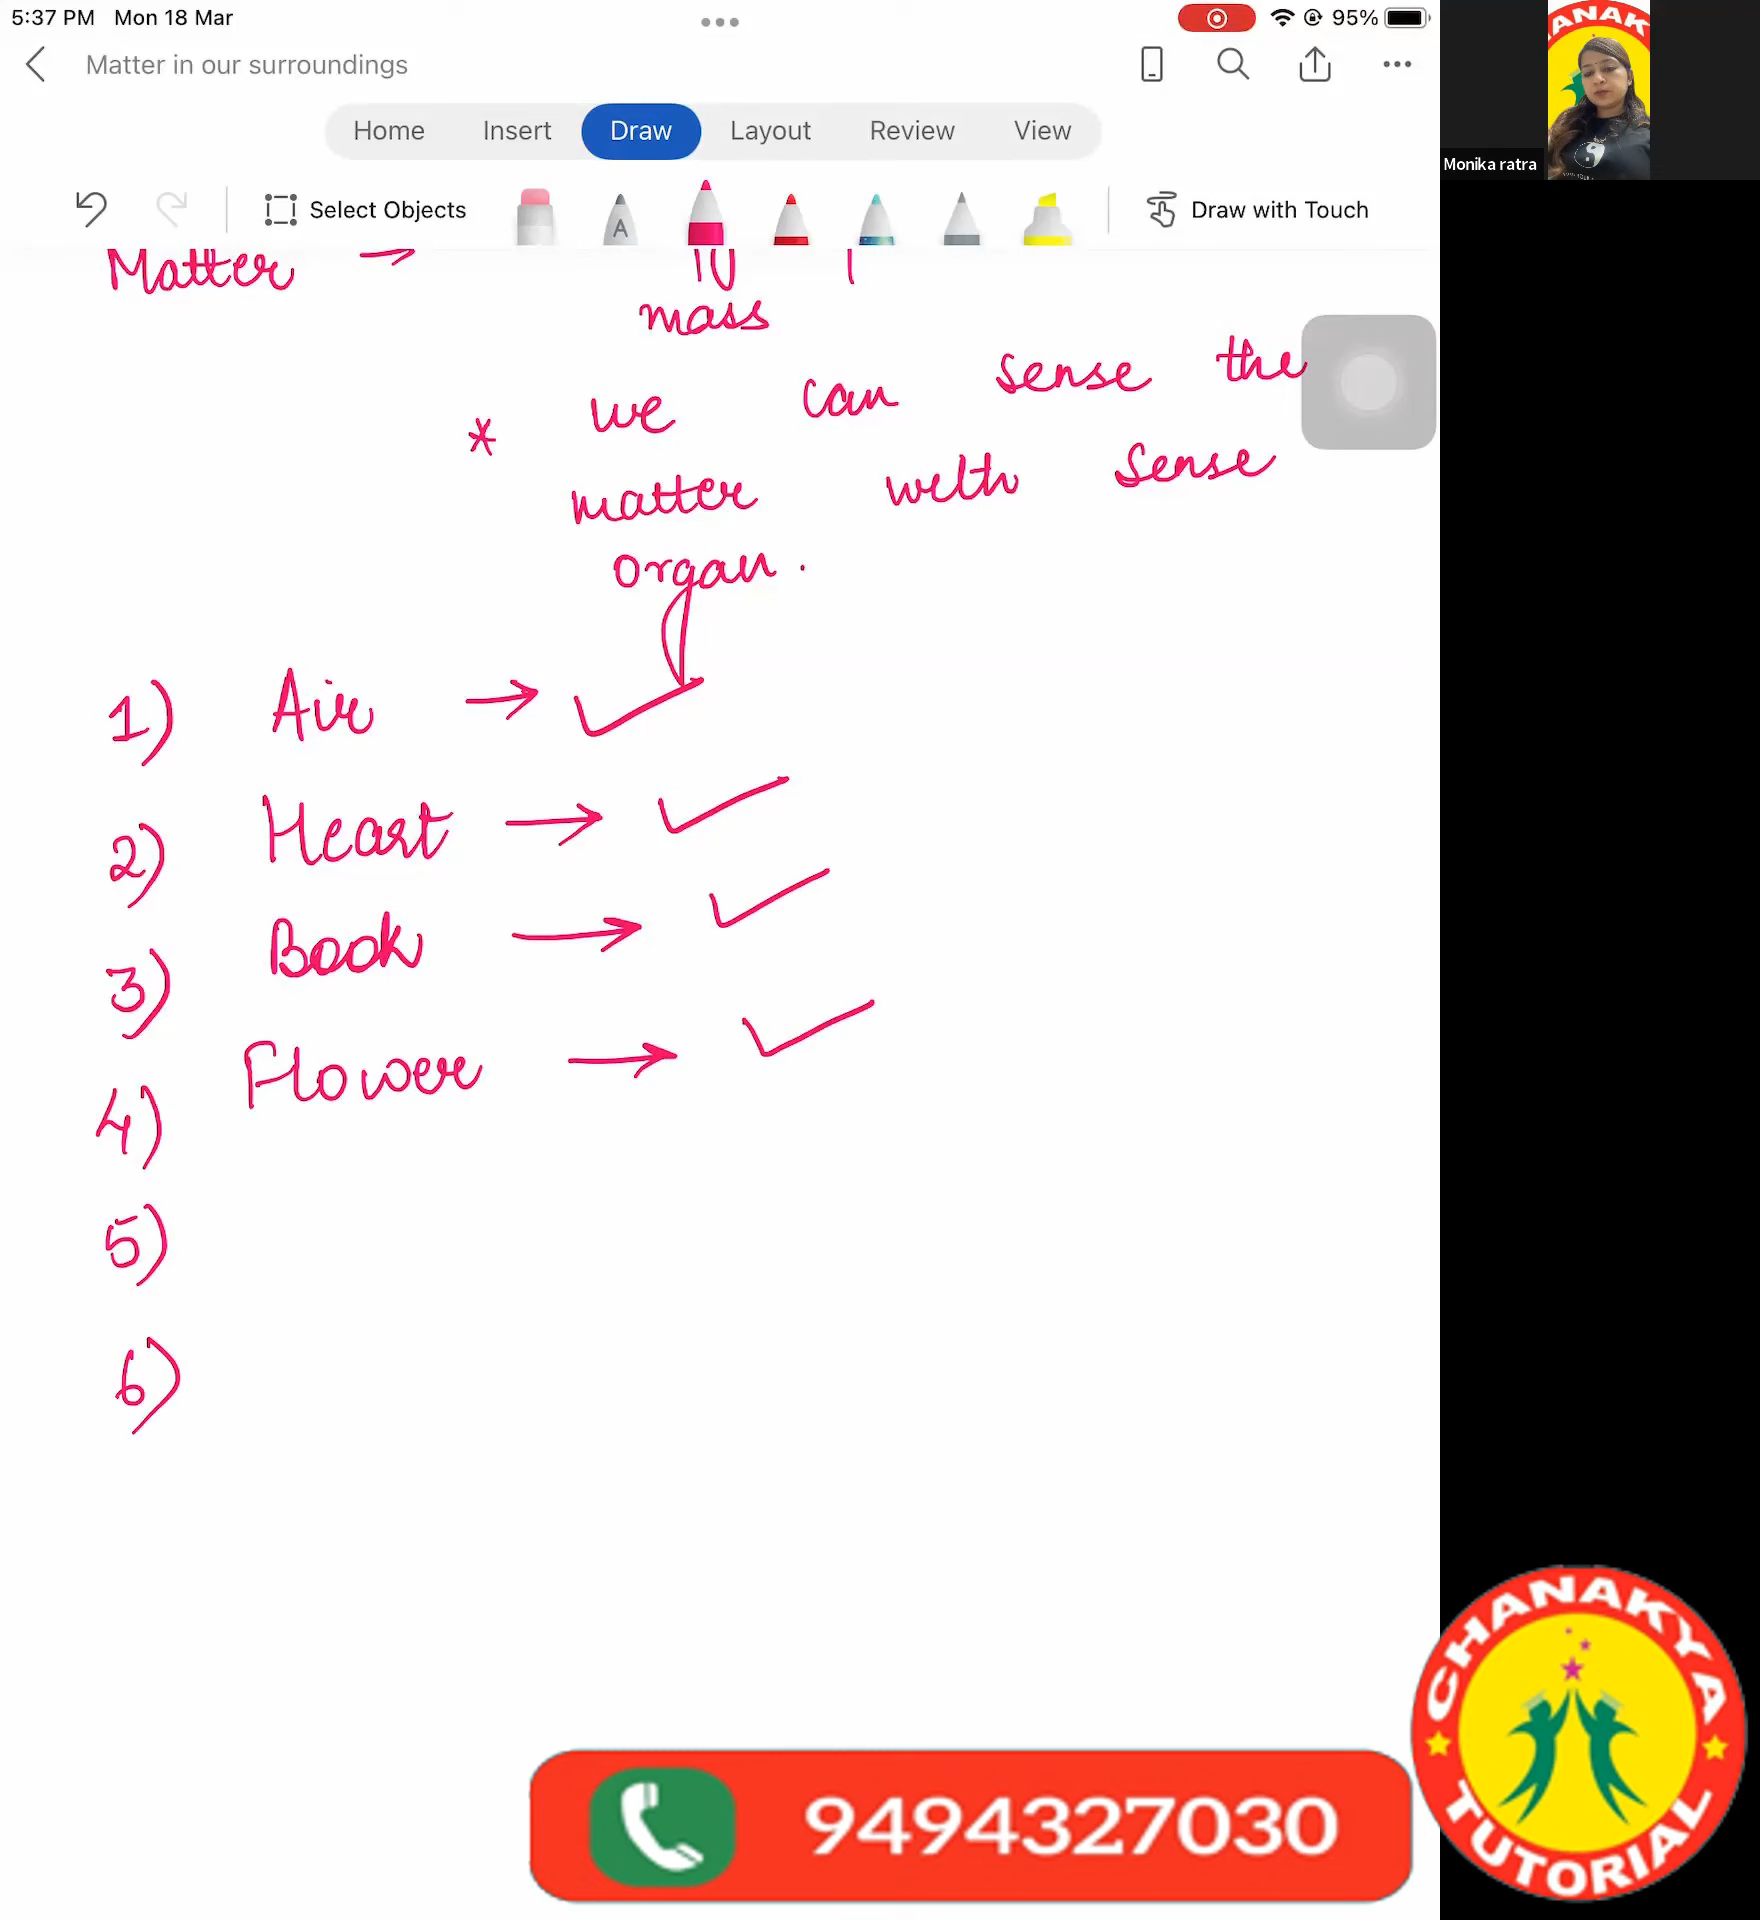 5:37 PM Mon 18 Mar
95%
Matter in our surroundings
Home Insert Draw Layout Review View
Select Objects
A
Draw with Touch
Matter →
mass
* we can sense the
matter with sense
organ.
1) Air → ✓
2) Heart → ✓
3) Book → ✓
4) Flower → ✓
5)
6)
ANAK
Monika ratra
9494327030
CHANAKYA
TUTORIAL